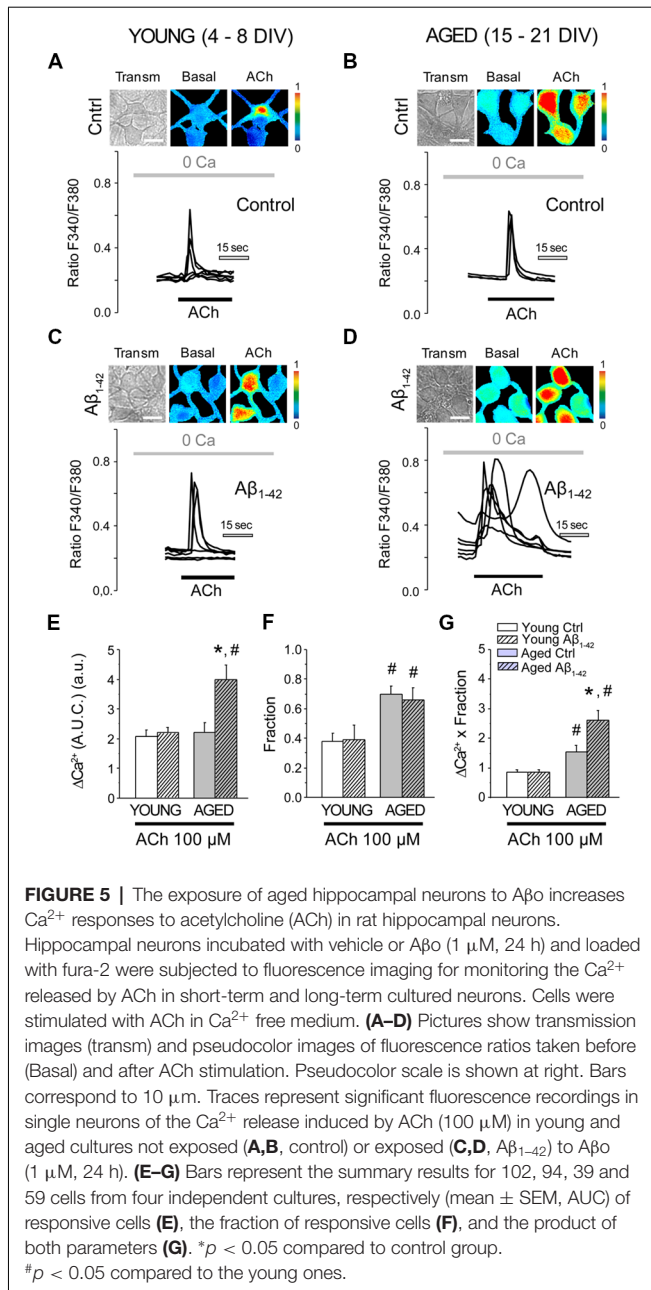 YOUNG (4 - 8 DIV)
AGED (15 - 21 DIV)
A
Transm Basal ACh
Cntrl
1
0
0 Ca
Control
Ratio F340/F380
0.8
0.4
0.0
15 sec
ACh
B
Transm Basal ACh
Cntrl
1
0
0 Ca
Control
Ratio F340/F380
0.8
0.4
0.0
15 sec
ACh
C
Transm Basal ACh
Aβ1-42
1
0
0 Ca
Aβ1-42
Ratio F340/F380
0.8
0.4
0,0.
15 sec
ACh
D
Transm Basal ACh
Aβ1-42
1
0
0 Ca
Aβ1-42
Ratio F340/F380
0.8
0.4
0.0
15 sec
ACh
E
ΔCa2+ (A.U.C.) (a.u.)
5
4
3
2
1
0
*, #
YOUNG AGED
ACh 100 μM
F
Fraction
1.0
0.8
0.6
0.4
0.2
0.0
# #
YOUNG AGED
ACh 100 μM
G
Young Ctrl
Young Aβ1-42
Aged Ctrl
Aged Aβ1-42
ΔCa2+ x Fraction
5
4
3
2
1
0
#
*, #
YOUNG AGED
ACh 100 μM
FIGURE 5 | The exposure of aged hippocampal neurons to Aβo increases
Ca2+ responses to acetylcholine (ACh) in rat hippocampal neurons.
Hippocampal neurons incubated with vehicle or Aβo (1 μM, 24 h) and loaded
with fura-2 were subjected to fluorescence imaging for monitoring the Ca2+
released by ACh in short-term and long-term cultured neurons. Cells were
stimulated with ACh in Ca2+ free medium. (A–D) Pictures show transmission
images (transm) and pseudocolor images of fluorescence ratios taken before
(Basal) and after ACh stimulation. Pseudocolor scale is shown at right. Bars
correspond to 10 μm. Traces represent significant fluorescence recordings in
single neurons of the Ca2+ release induced by ACh (100 μM) in young and
aged cultures not exposed (A,B, control) or exposed (C,D, Aβ1–42) to Aβo
(1 μM, 24 h). (E–G) Bars represent the summary results for 102, 94, 39 and
59 cells from four independent cultures, respectively (mean ± SEM, AUC) of
responsive cells (E), the fraction of responsive cells (F), and the product of
both parameters (G). *p < 0.05 compared to control group.
#p < 0.05 compared to the young ones.